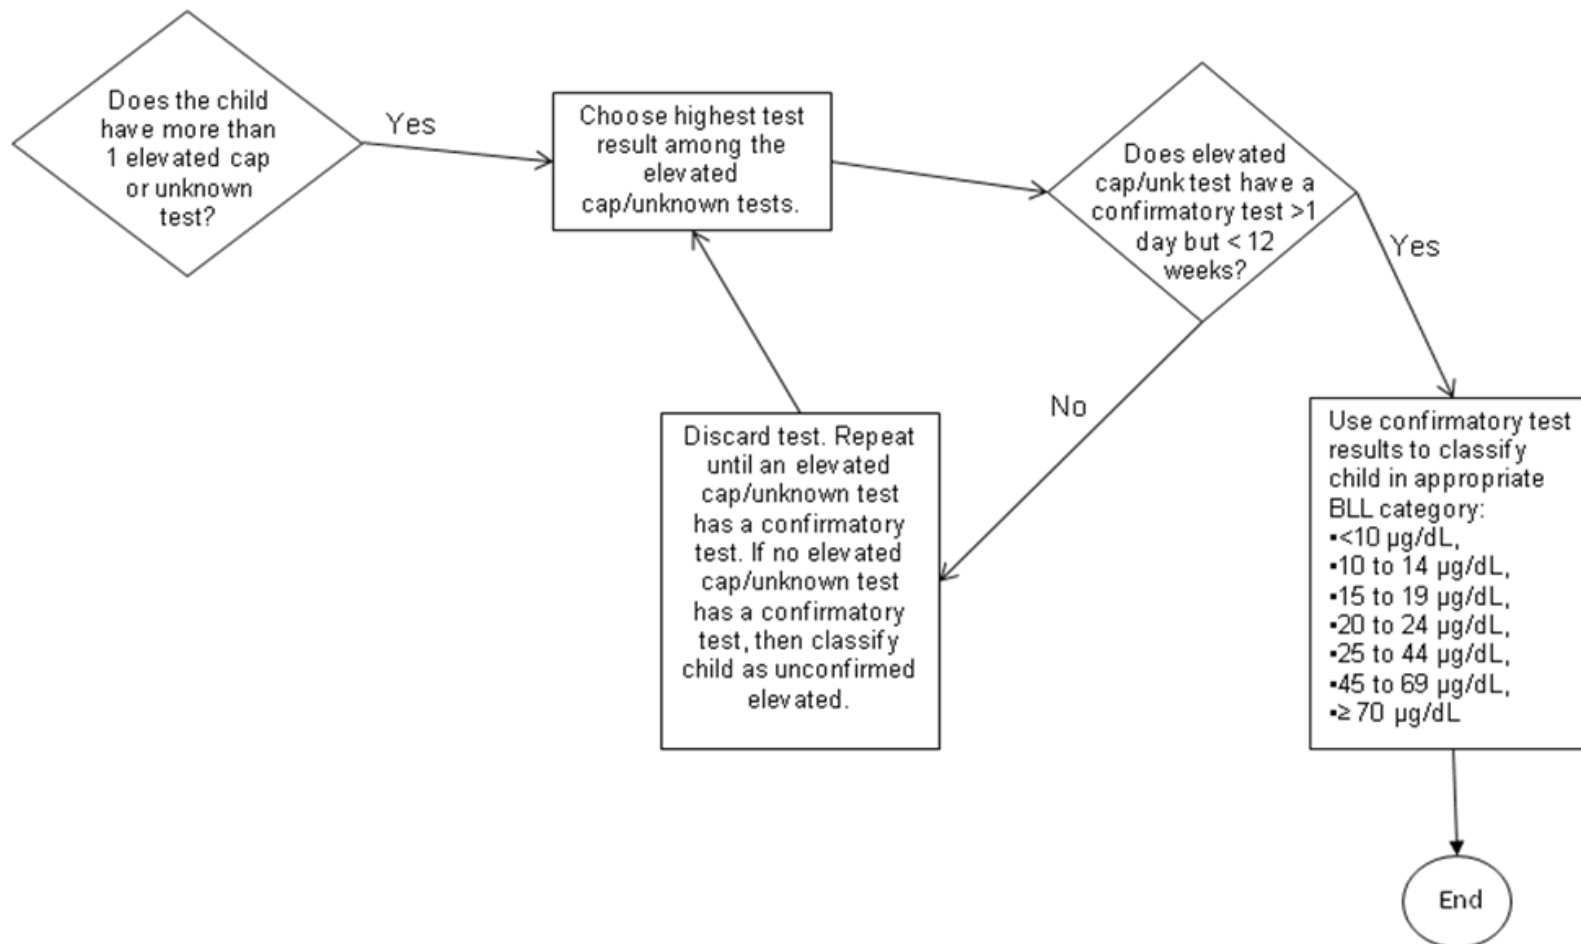 Does the child
have more than
1 elevated cap
or unknown
test?
Yes
Choose highest test
result among the
elevated
cap/unknown tests.
Does elevated
cap/unk test have a
confirmatory test >1
day but < 12
weeks?
Yes
No
Discard test. Repeat
until an elevated
cap/unknown test
has a confirmatory
test. If no elevated
cap/unknown test
has a confirmatory
test, then classify
child as unconfirmed
elevated.
Use confirmatory test
results to classify
child in appropriate
BLL category:
▪<10 µg/dL,
▪10 to 14 µg/dL,
▪15 to 19 µg/dL,
▪20 to 24 µg/dL,
▪25 to 44 µg/dL,
▪45 to 69 µg/dL,
▪≥ 70 µg/dL
End